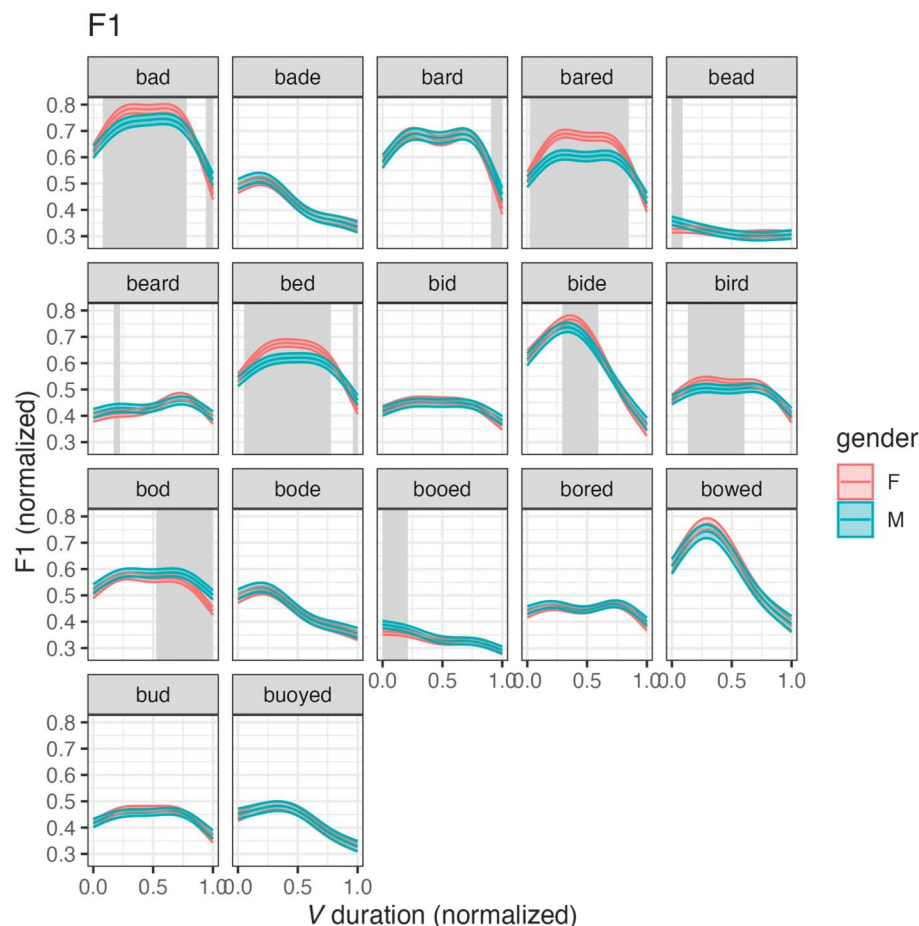 F1
bad bade bard bared bead
0.8
0.7
0.6
0.5
0.4
0.3
beard bed bid bide bird
0.8
0.7
0.6
0.5
0.4
0.3
bod bode booed bored bowed
0.8
0.7
0.6
0.5
0.4
0.3
0.0 0.5 1.0 0.0 0.5 1.0 0.0 0.5 1.0
bud buoyed
0.8
0.7
0.6
0.5
0.4
0.3
0.0 0.5 1.0 0.0 0.5 1.0
F1 (normalized)
V duration (normalized)
gender
F
M